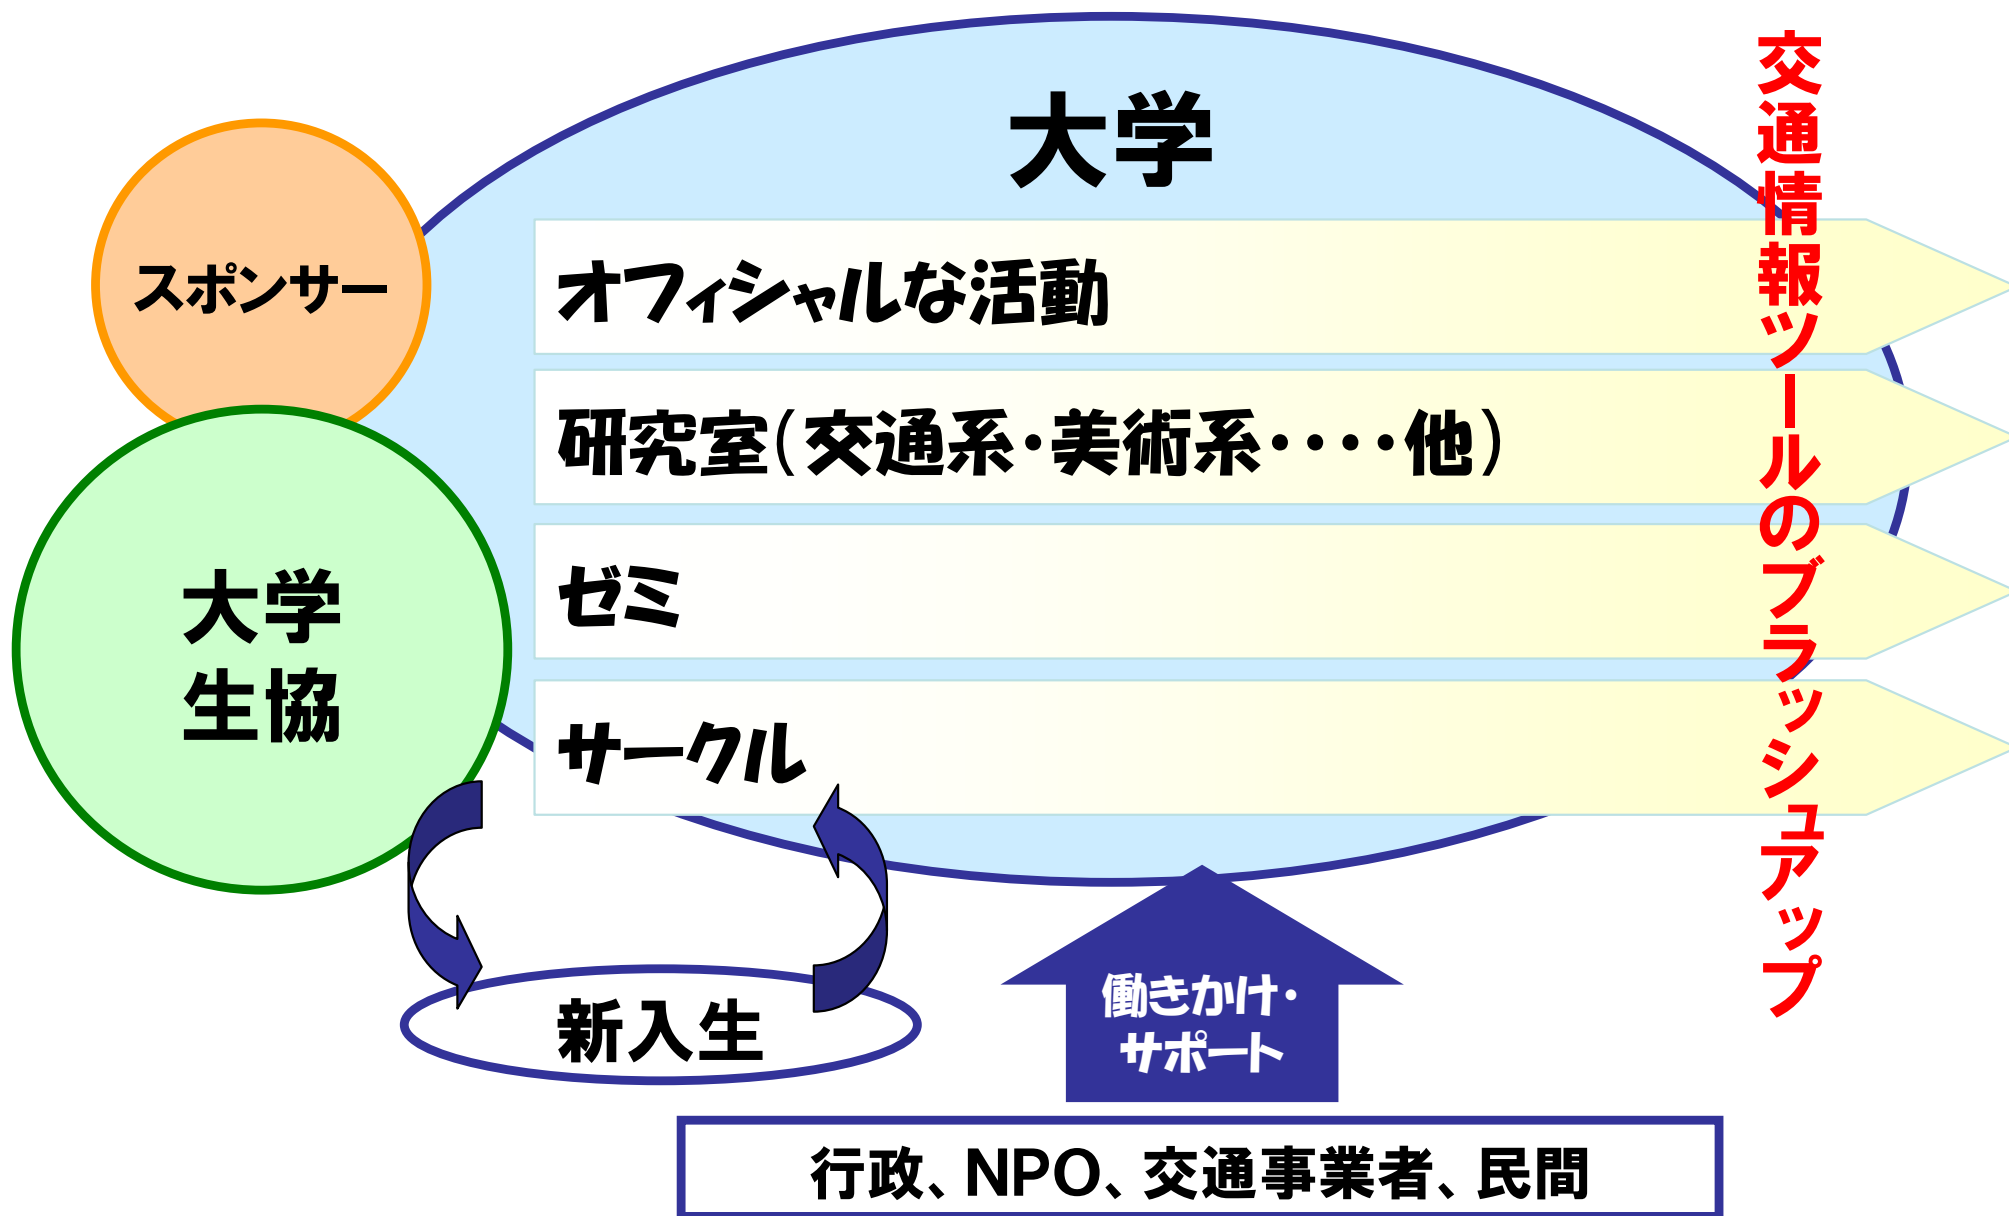 大学
スポンサー
オフィシャルな活動
研究室(交通系・美術系・・・・他)
ゼミ
サークル
大学
生協
新入生
働きかけ・
サポート
行政、NPO、交通事業者、民間
交通情報ツールのブラッシュアップ